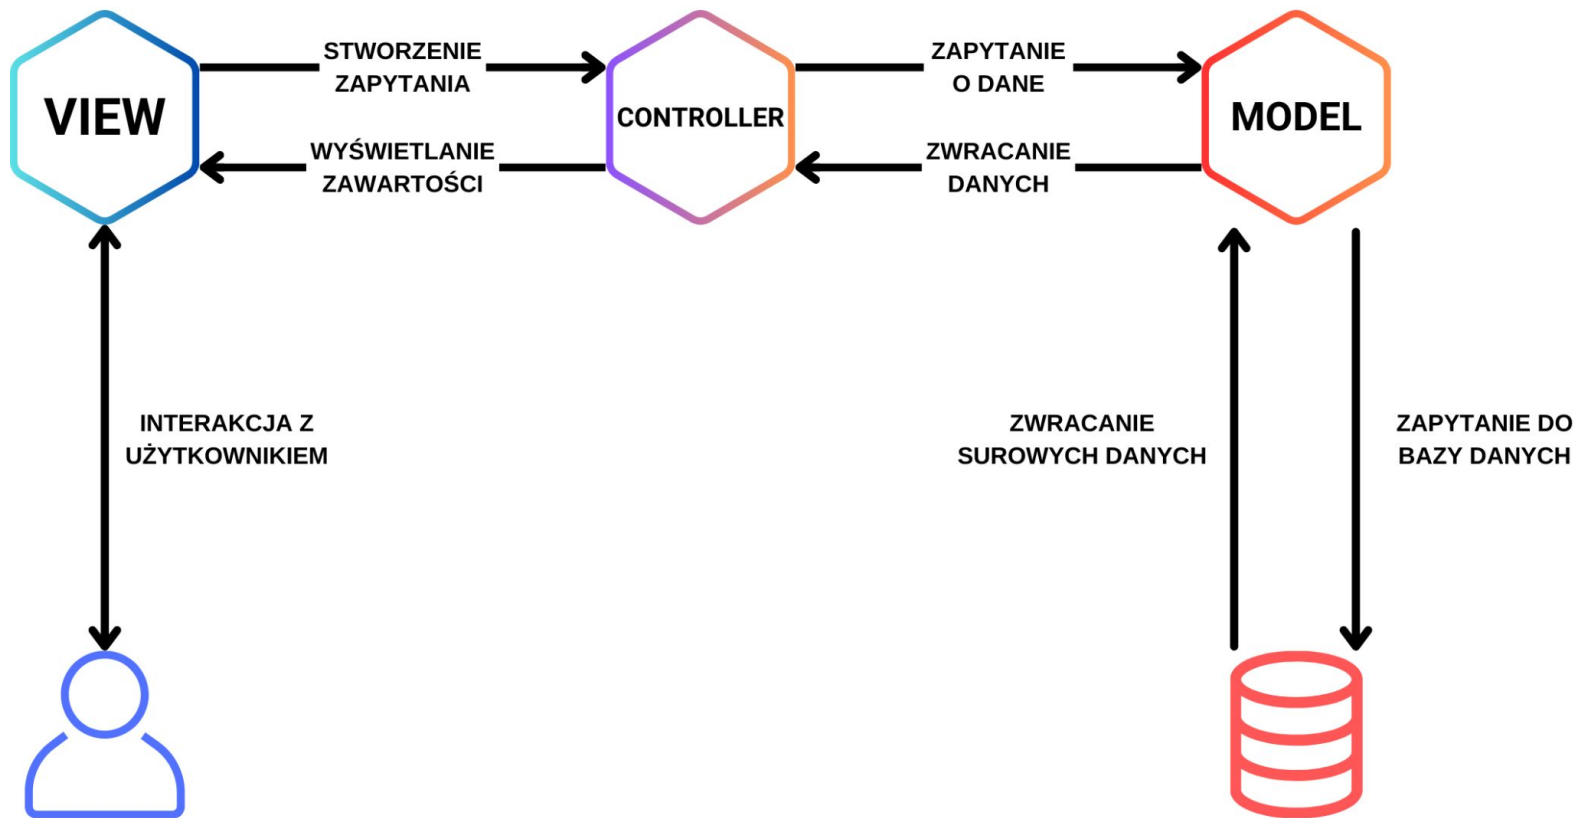 VIEW
STWORZENIE
ZAPYTANIA
WYŚWIETLANIE
ZAWARTOŚCI
CONTROLLER
ZAPYTANIE
O DANE
ZWRACANIE
DANYCH
MODEL
INTERAKCJA Z
UŻYTKOWNIKIEM
ZWRACANIE
SUROWYCH DANYCH
ZAPYTANIE DO
BAZY DANYCH